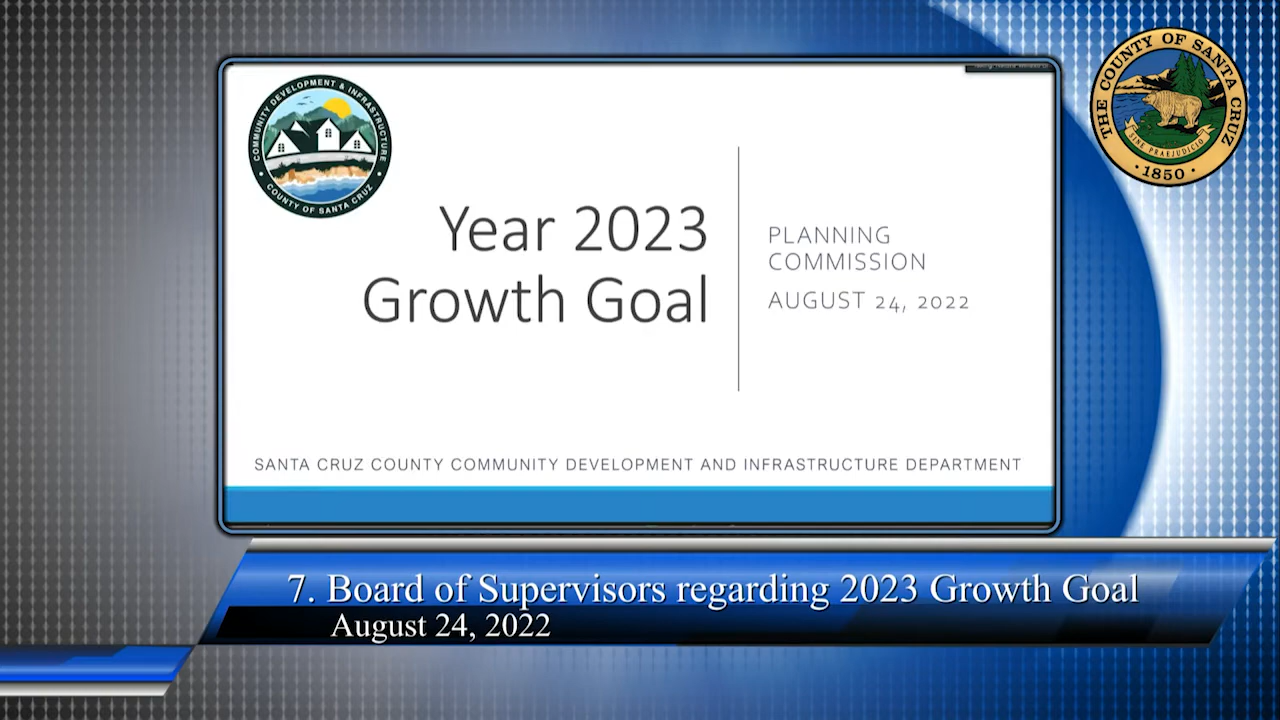 COMMUNITY DEVELOPMENT & INFRASTRUCTURE
COUNTY OF SANTA CRUZ
THE COUNTY OF SANTA CRUZ
SINE PRAEJUDICIO
1850
Year 2023
Growth Goal
PLANNING
COMMISSION
AUGUST 24, 2022
SANTA CRUZ COUNTY COMMUNITY DEVELOPMENT AND INFRASTRUCTURE DEPARTMENT
7. Board of Supervisors regarding 2023 Growth Goal
August 24, 2022